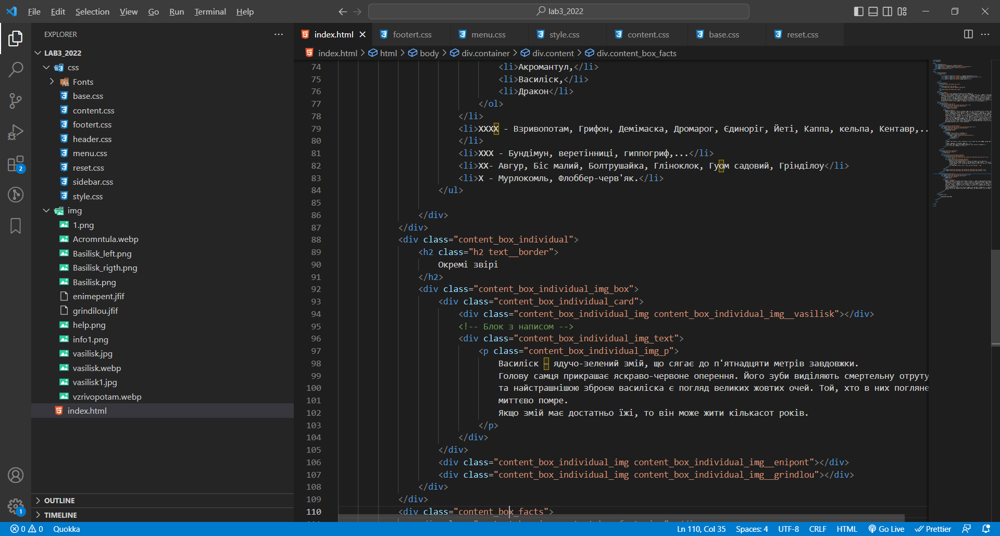 File Edit Selection View Go Run Terminal Help
lab3_2022
EXPLORER
LAB3_2022
css
Fonts
base.css
content.css
footert.css
header.css
menu.css
reset.css
sidebar.css
style.css
img
1.png
Acromntula.webp
Basilisk_left.png
Basilisk_rigth.png
Basilisk.png
enimepent.jfif
grindilou.jfif
help.png
info1.png
vasilisk.jpg
vasilisk.webp
vasilisk1.jpg
vzrivopotam.webp
index.html
OUTLINE
TIMELINE
2
1
index.html footert.css menu.css style.css content.css base.css reset.css
index.html > html > body > div.container > div.content > div.content_box_facts
74 <li>Акромантул,</li>
75 <li>Василіск,</li>
76 <li>Дракон</li>
77 </ol>
78 </li>
79 <li>XXXX - Взривопотам, Грифон, Демімаска, Дромарог, Єдиноріг, Йеті, Каппа, кельпа, Кентавр,..
80 </li>
81 <li>XXX - Бундімун, веретінниці, гиппогриф,...</li>
82 <li>XX- Авгур, Біс малий, Болтрушайка, Гліноклок, Гуом садовий, Грінділоу</li>
83 <li>X - Мурлокомль, Флоббер-черв'як.</li>
84 </ul>
85
86 </div>
87 </div>
88 <div class="content_box_individual">
89 <h2 class="h2 text__border">
90 Окремі звірі
91 </h2>
92 <div class="content_box_individual_img_box">
93 <div class="content_box_individual_card">
94 <div class="content_box_individual_img content_box_individual_img__vasilisk"></div>
95 <!-- Блок з написом -->
96 <div class="content_box_individual_img_text">
97 <p class="content_box_individual_img_p">
98 Василіск – ядучо-зелений змій, що сягає до п'ятнадцяти метрів завдовжки.
99 Голову самця прикрашає яскраво-червоне оперення. Його зуби виділяють смертельну отруту
100 та найстрашнішою зброєю василіска є погляд великих жовтих очей. Той, хто в них погляне
101 миттєво помре.
102 Якщо змій має достатньо їжі, то він може жити кількасот років.
103 </p>
104 </div>
105 </div>
106 <div class="content_box_individual_img content_box_individual_img__enipont"></div>
107 <div class="content_box_individual_img content_box_individual_img__grindlou"></div>
108 </div>
109 </div>
110 <div class="content_box_facts">
0 0 Quokka Ln 110, Col 35 Spaces: 4 UTF-8 CRLF HTML Go Live Prettier